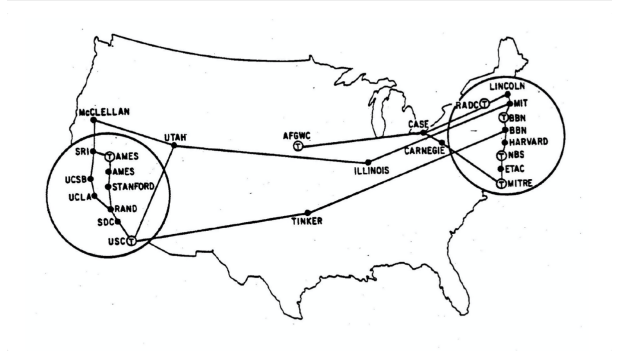 McCLELLAN
SRI
T AMES
AMES
UCSB
STANFORD
UCLA
RAND
SDC
USC T
UTAH
AFGWC
T
TINKER
ILLINOIS
CASE
CARNEGIE
RADC T
LINCOLN
MIT
T BBN
BBN
HARVARD
T NBS
ETAC
T MITRE